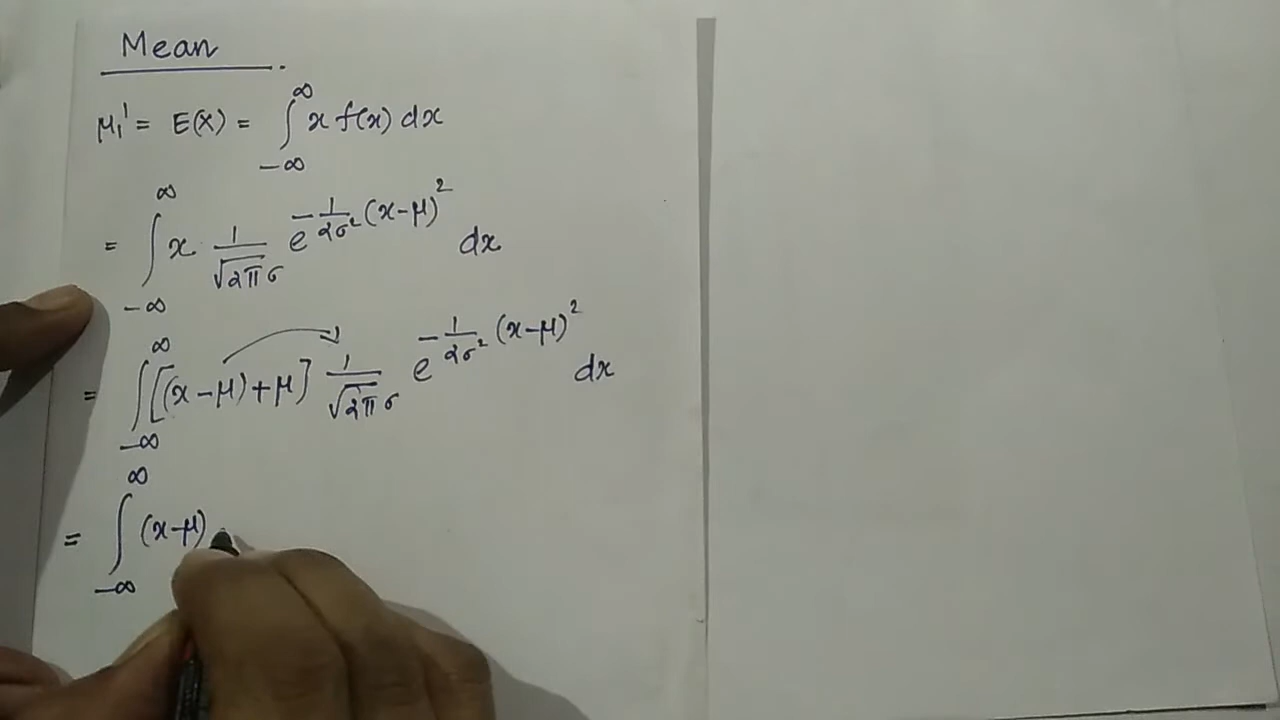 Mean
μ₁' = E(X) = ∫_{-∞}^{∞} x f(x) dx
= ∫_{-∞}^{∞} x · 1/(√2π σ) e^{-1/(2σ²) (x-μ)²} dx
= ∫_{-∞}^{∞} [(x-μ)+μ] 1/(√2π σ) e^{-1/(2σ²) (x-μ)²} dx
= ∫_{-∞}^{∞} (x-μ)